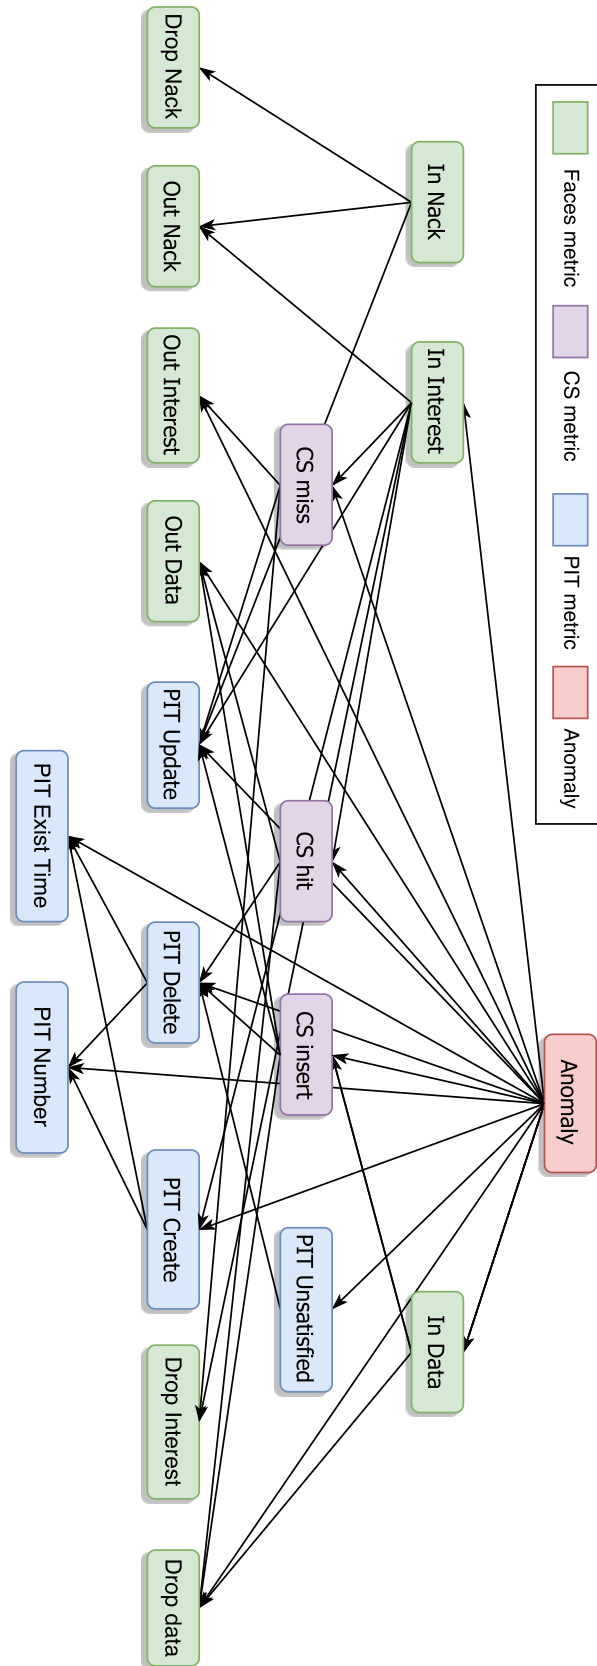 Faces metric
CS metric
PIT metric
Anomaly
Anomaly
In Nack
In Interest
In Data
CS miss
CS hit
CS insert
PIT Unsatisfied
Drop Nack
Out Nack
Out Interest
Out Data
PIT Update
PIT Delete
PIT Create
Drop Interest
Drop data
PIT Exist Time
PIT Number